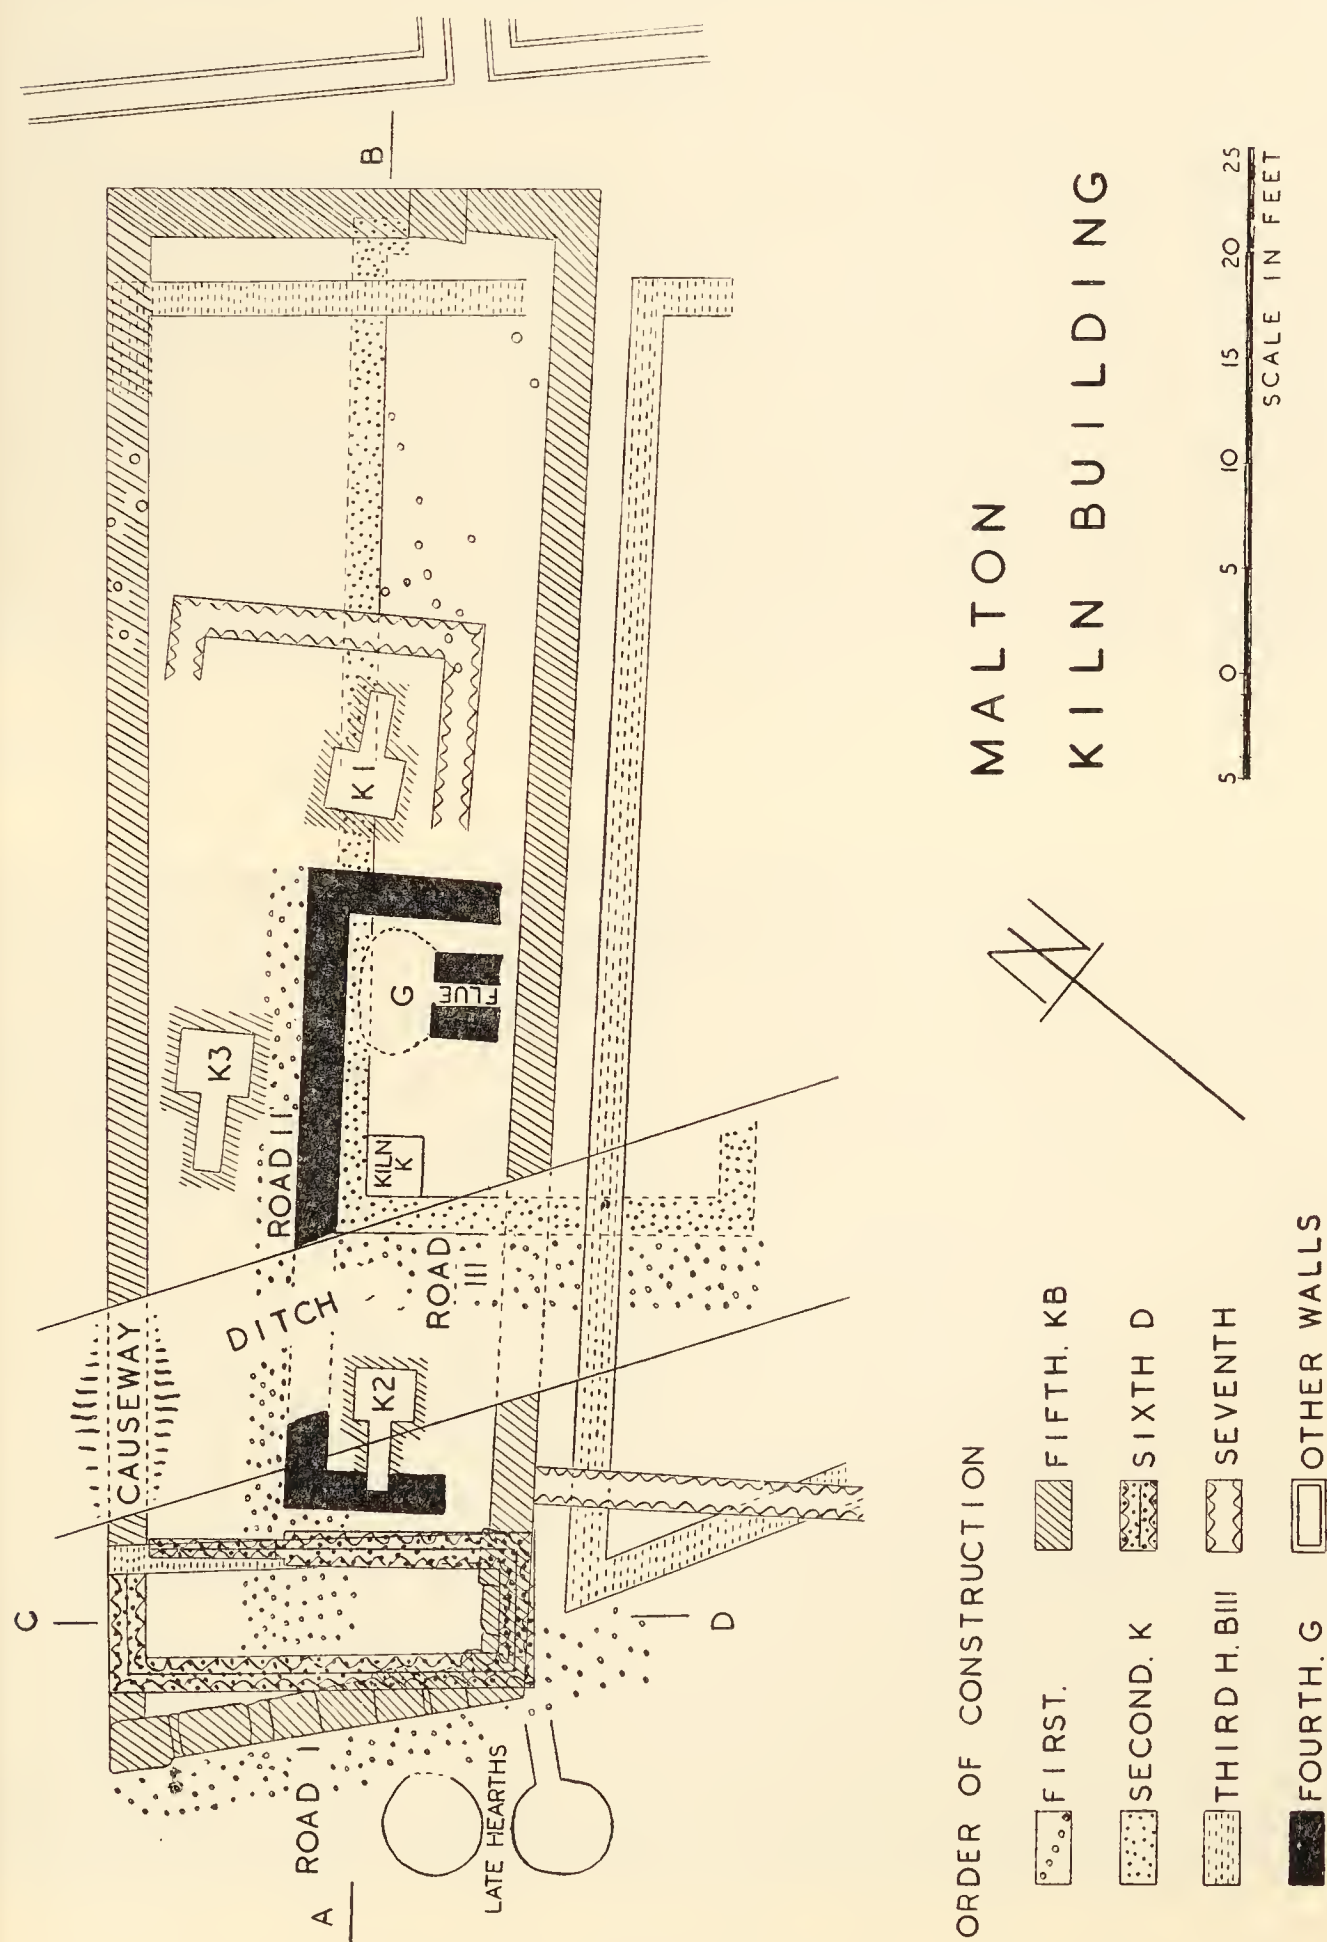 C
A
ROAD I
LATE HEARTHS
D
CAUSEWAY
DITCH
K2
ROAD
III
ROAD II
K3
KILN
K
G
FLUE
K1
B
MALTON
KILN BUILDING
5 0 5 10 15 20 25
SCALE IN FEET
N
ORDER OF CONSTRUCTION
FIRST.
SECOND. K
THIRD H. BIII
FOURTH. G
FIFTH. KB
SIXTH D
SEVENTH
OTHER WALLS